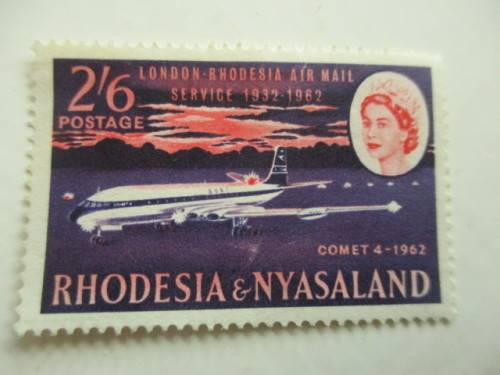 LONDON-RHODESIA AIR MAIL
SERVICE 1932-1962
2/6
POSTAGE
COMET 4-1962
RHODESIA & NYASALAND